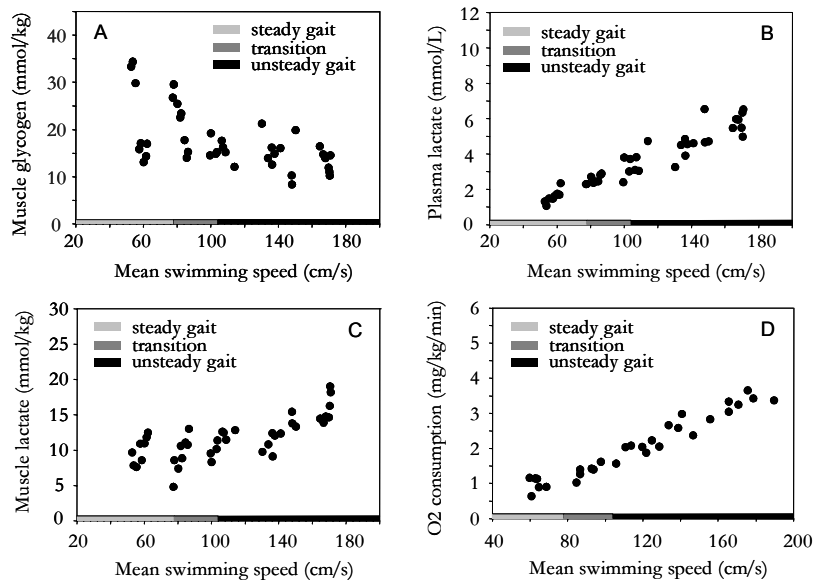 A
steady gait
transition
unsteady gait
Muscle glycogen (mmol/kg)
40
30
20
10
0
20 60 100 140 180
Mean swimming speed (cm/s)
B
steady gait
transition
unsteady gait
Plasma lactate (mmol/L)
12
10
8
6
4
2
0
20 60 100 140 180
Mean swimming speed (cm/s)
C
steady gait
transition
unsteady gait
Muscle lactate (mmol/kg)
30
25
20
15
10
5
0
20 60 100 140 180
Mean swimming speed (cm/s)
D
steady gait
transition
unsteady gait
O2 consumption (mg/kg/min)
6
5
4
3
2
1
0
40 80 120 160 200
Mean swimming speed (cm/s)